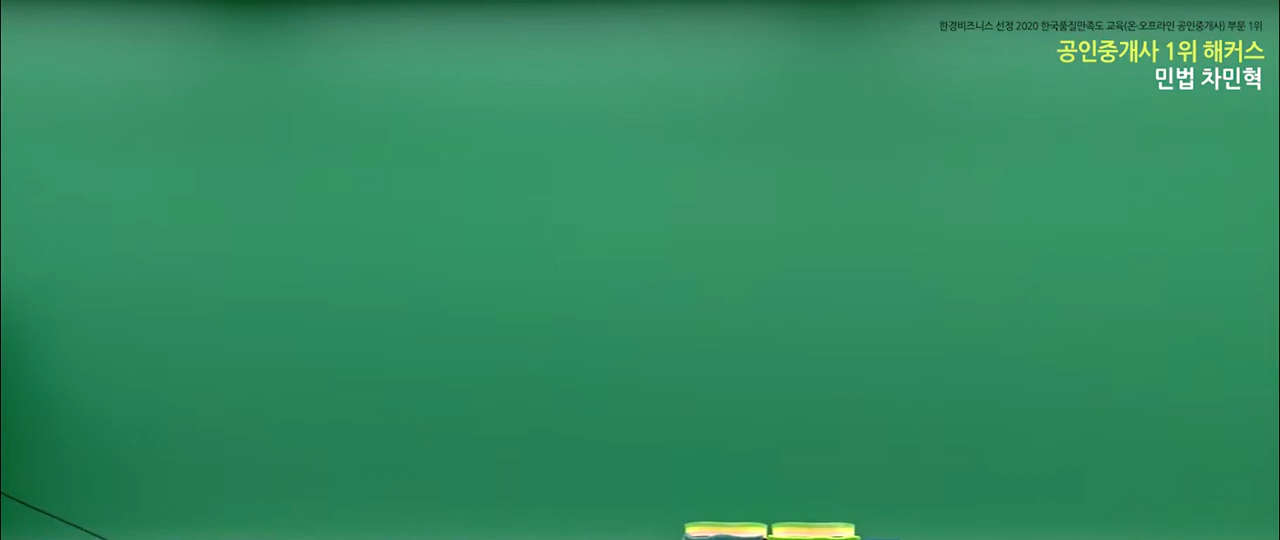 한경비즈니스 선정 2020 한국품질만족도 교육(온·오프라인 공인중개사) 부문 1위
공인중개사 1위 해커스
민법 차민혁